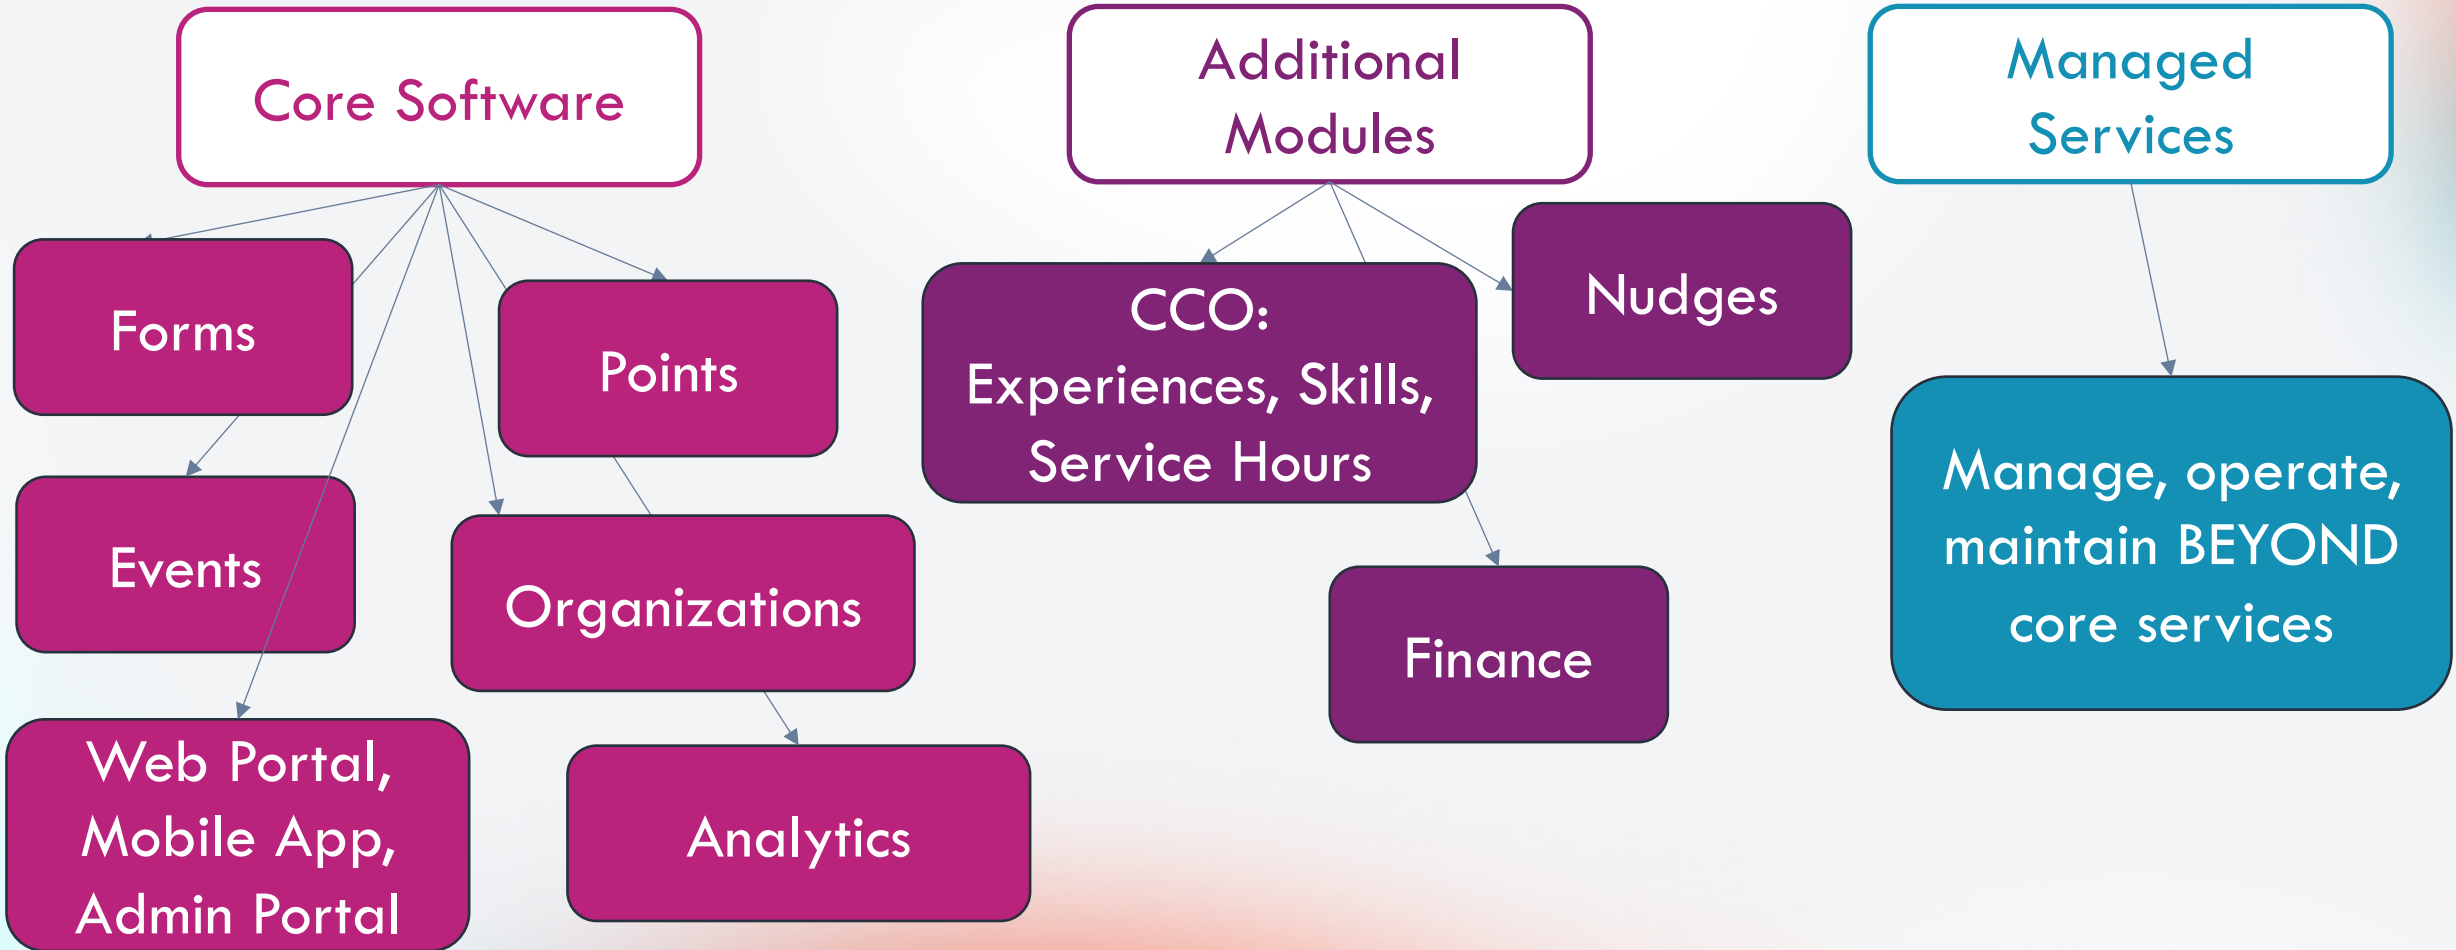 Core Software
Additional
Modules
Managed
Services
Forms
Points
Events
Organizations
Web Portal,
Mobile App,
Admin Portal
Analytics
CCO:
Experiences, Skills,
Service Hours
Nudges
Finance
Manage, operate,
maintain BEYOND
core services